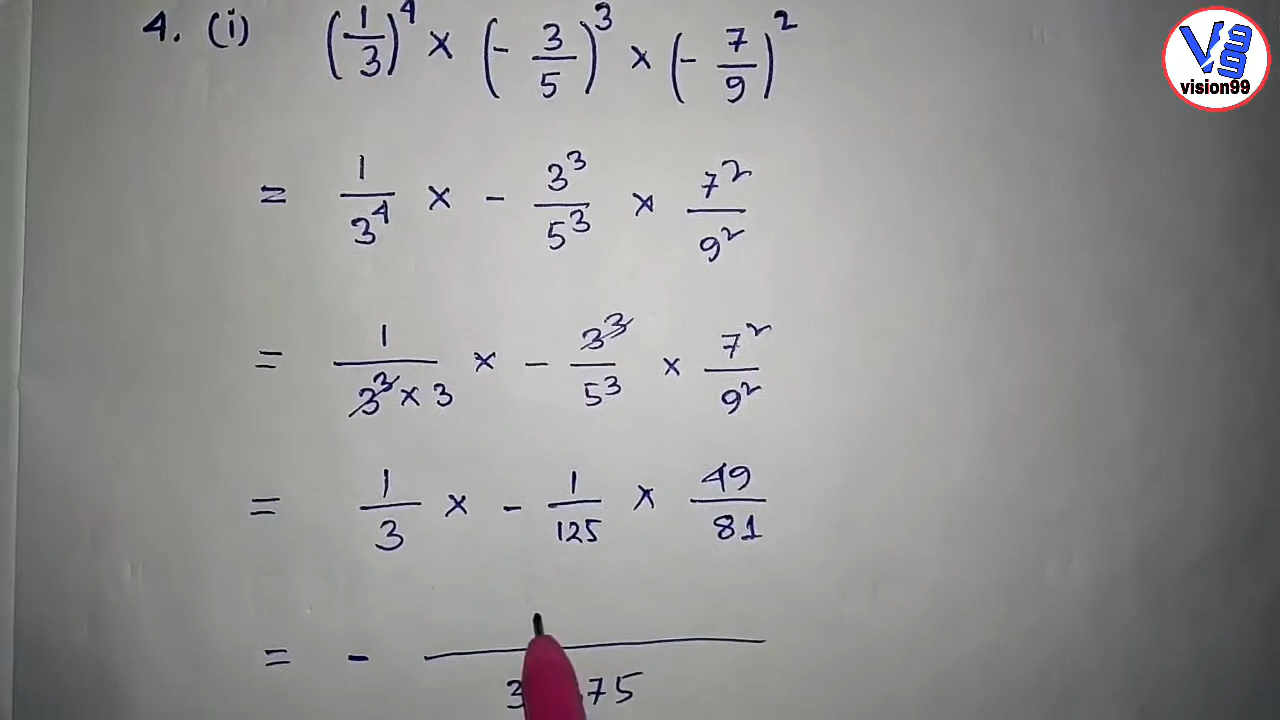 4. (i) (1/3)^4 × (- 3/5)^3 × (- 7/9)^2
= 1/3^4 × - 3^3/5^3 × 7^2/9^2
= 1/(3^3 × 3) × - 3^3/5^3 × 7^2/9^2
= 1/3 × - 1/125 × 49/81
= -
vision99